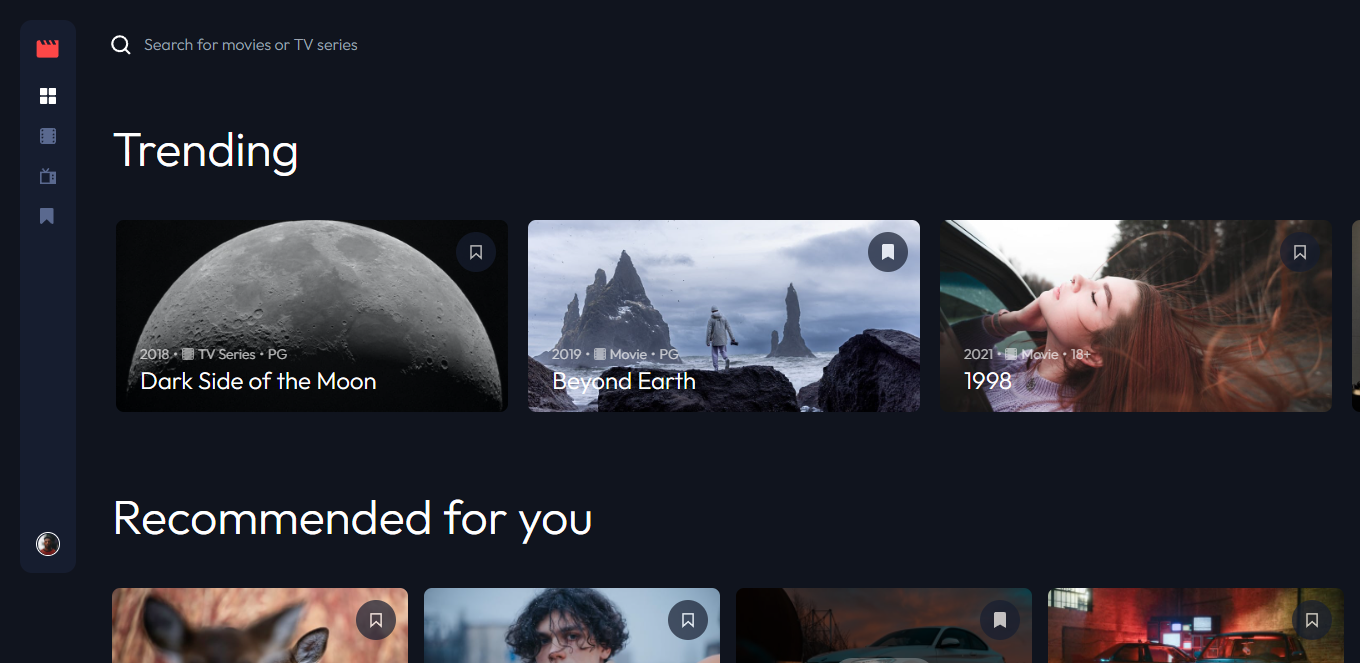 Search for movies or TV series
Trending
2018 • TV Series • PG
Dark Side of the Moon
2019 • Movie • PG
Beyond Earth
2021 • Movie • 18+
1998
Recommended for you